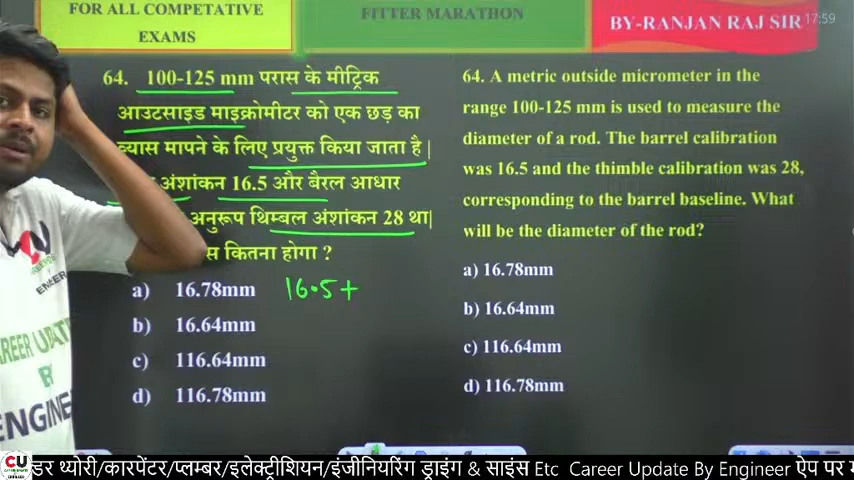 FOR ALL COMPETATIVE
EXAMS
FITTER MARATHON
BY-RANJAN RAJ SIR
17:59
64. 100-125 mm परास के मीट्रिक
आउटसाइड माइक्रोमीटर को एक छड़ का
व्यास मापने के लिए प्रयुक्त किया जाता है |
अंशांकन 16.5 और बैरल आधार
अनुरूप थिम्बल अंशांकन 28 था|
कितना होगा ?
a) 16.78mm
16.5+
b) 16.64mm
c) 116.64mm
d) 116.78mm
64. A metric outside micrometer in the
range 100-125 mm is used to measure the
diameter of a rod. The barrel calibration
was 16.5 and the thimble calibration was 28,
corresponding to the barrel baseline. What
will be the diameter of the rod?
a) 16.78mm
b) 16.64mm
c) 116.64mm
d) 116.78mm
ENGINE
CU
थ्योरी/कारपेंटर/प्लम्बर/इलेक्ट्रीशियन/इंजीनियरिंग ड्राइंग & साइंस Etc Career Update By Engineer ऐप पर